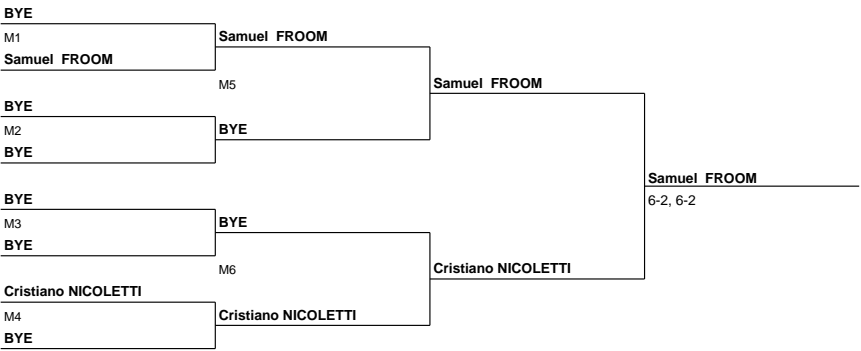 BYE
M1
Samuel FROOM
Samuel FROOM
M5
BYE
M2
BYE
BYE
Samuel FROOM
BYE
M3
BYE
BYE
M6
Cristiano NICOLETTI
M4
BYE
Cristiano NICOLETTI
Cristiano NICOLETTI
Samuel FROOM
6-2, 6-2